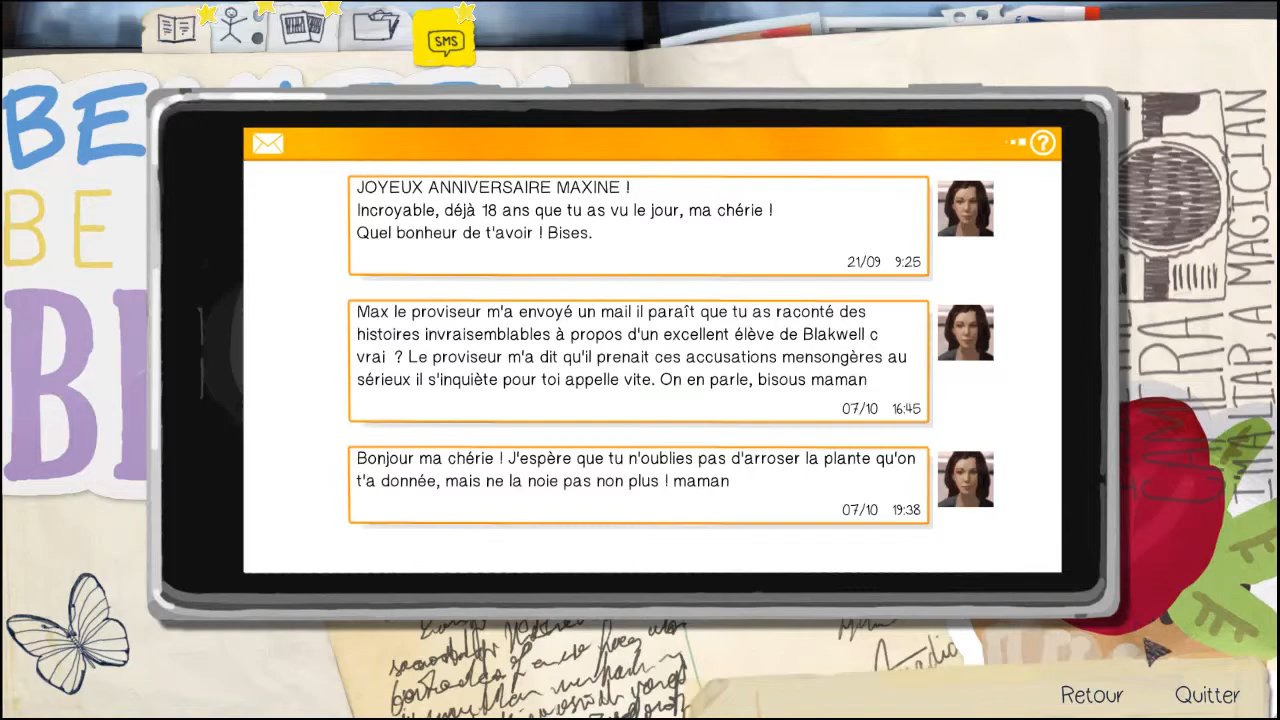 SMS
BE
BE
BE
JOYEUX ANNIVERSAIRE MAXINE !
Incroyable, déjà 18 ans que tu as vu le jour, ma chérie !
Quel bonheur de t'avoir ! Bises.
21/09 9:25
Max le proviseur m'a envoyé un mail il paraît que tu as raconté des
histoires invraisemblables à propos d'un excellent élève de Blakwell c
vrai ? Le proviseur m'a dit qu'il prenait ces accusations mensongères au
sérieux il s'inquiète pour toi appelle vite. On en parle, bisous maman
07/10 16:45
Bonjour ma chérie ! J'espère que tu n'oublies pas d'arroser la plante qu'on
t'a donnée, mais ne la noie pas non plus ! maman
07/10 19:38
?
CAMERA
A MAGICIAN
Retour Quitter